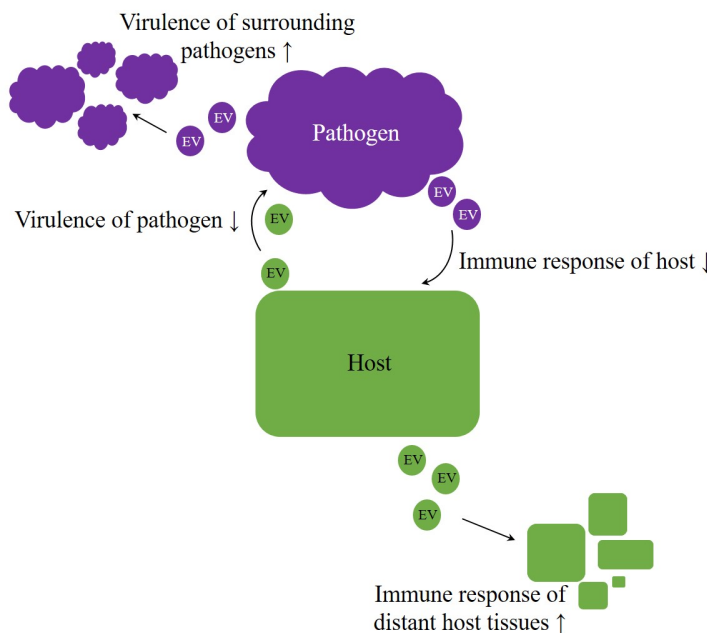 Virulence of surrounding
pathogens ↑
EV
EV
Pathogen
EV
EV
Virulence of pathogen ↓
EV
EV
Immune response of host ↓
Host
EV
EV
EV
Immune response of
distant host tissues ↑